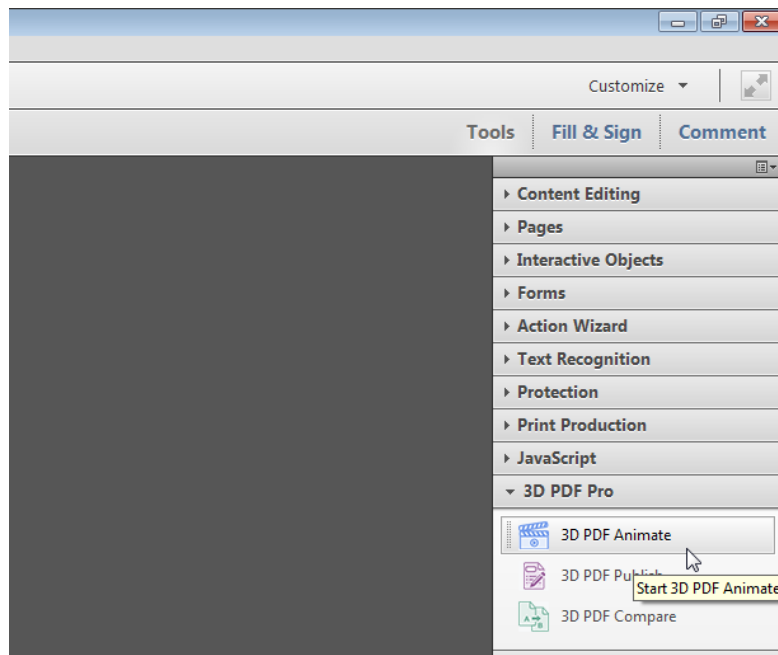 Customize
Tools Fill & Sign Comment
Content Editing
Pages
Interactive Objects
Forms
Action Wizard
Text Recognition
Protection
Print Production
JavaScript
3D PDF Pro
3D PDF Animate
3D PDF Publish
Start 3D PDF Animate
3D PDF Compare